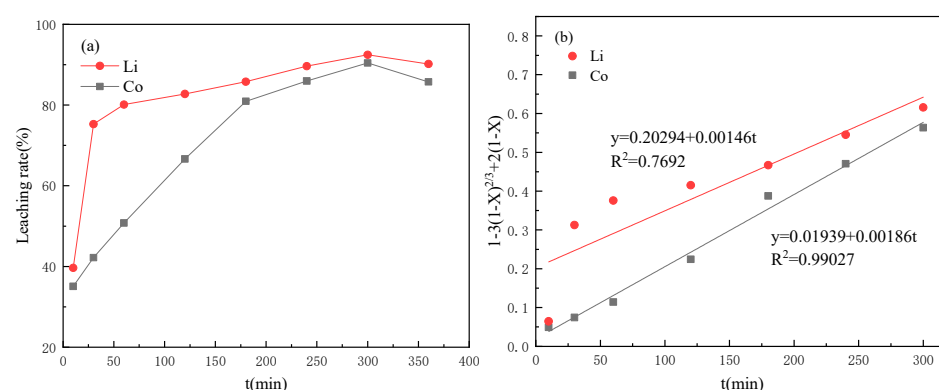 (a)
Li
Co
Leaching rate(%)
100
80
60
40
20
0 50 100 150 200 250 300 350 400
t(min)
(b)
Li
Co
1-3(1-X)^{2/3}+2(1-X)
0.8
0.7
0.6
0.5
0.4
0.3
0.2
0.1
0.0
y=0.20294+0.00146t
R²=0.7692
y=0.01939+0.00186t
R²=0.99027
0 50 100 150 200 250 300
t(min)